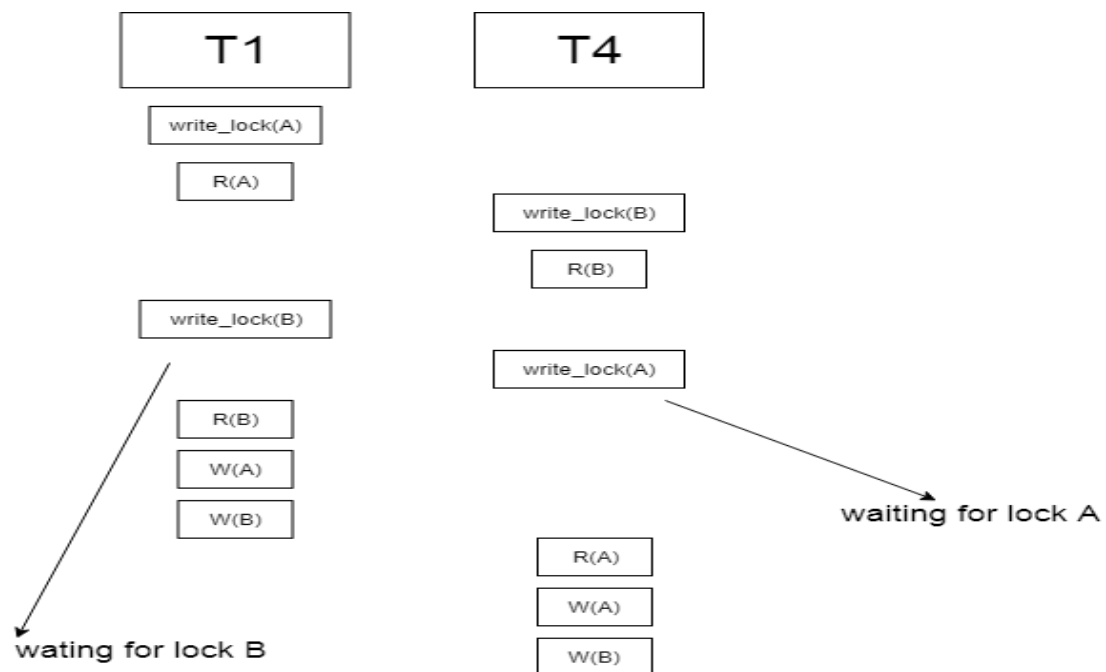 T1
T4
write_lock(A)
R(A)
write_lock(B)
R(B)
write_lock(B)
write_lock(A)
R(B)
W(A)
W(B)
waiting for lock A
R(A)
W(A)
W(B)
wating for lock B